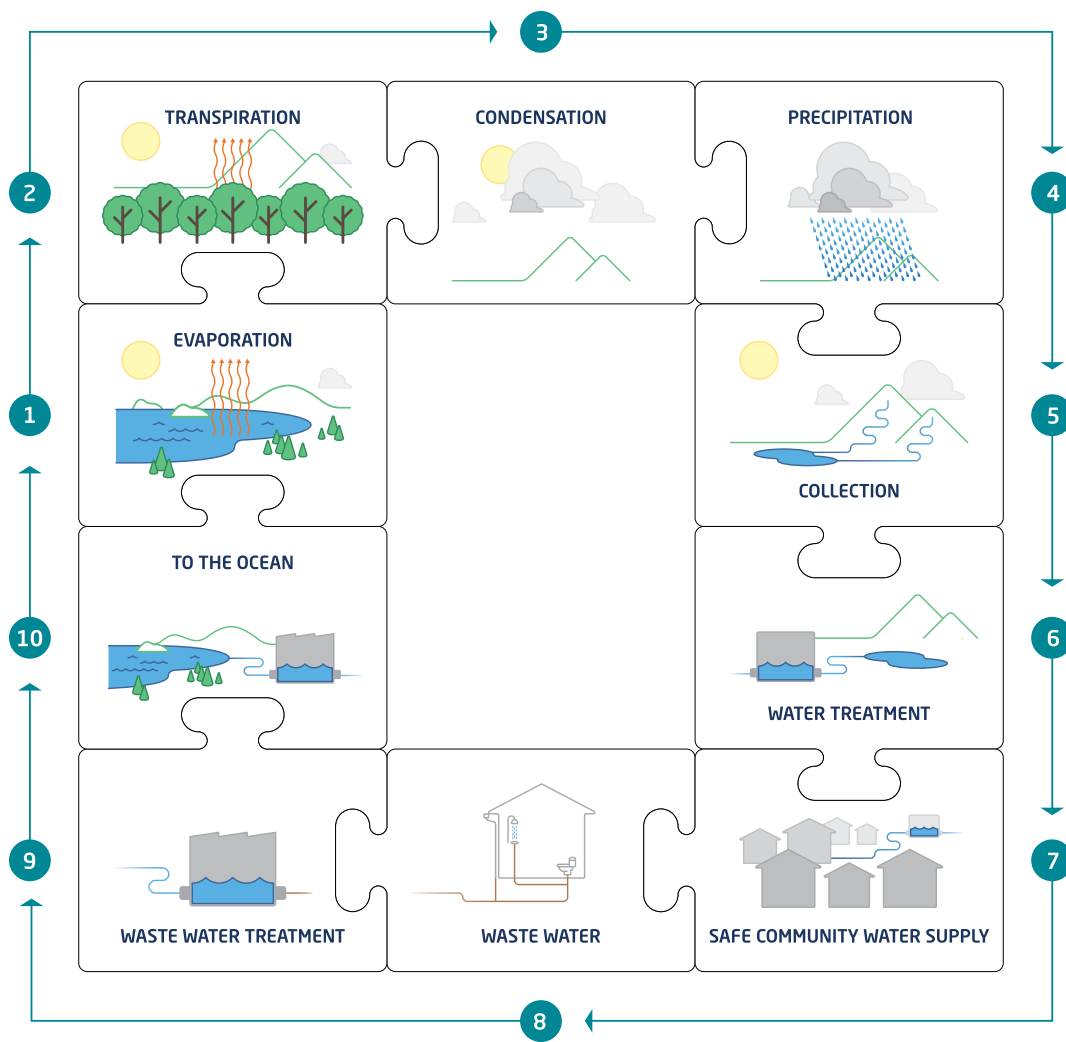 3
TRANSPIRATION
CONDENSATION
PRECIPITATION
2
4
EVAPORATION
1
5
COLLECTION
TO THE OCEAN
10
6
WATER TREATMENT
9
7
WASTE WATER TREATMENT
WASTE WATER
SAFE COMMUNITY WATER SUPPLY
8